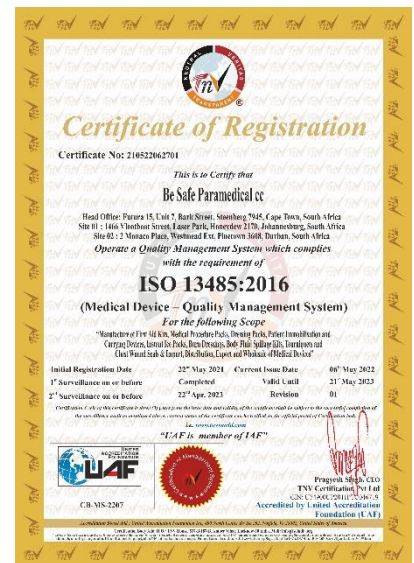 Certificate of Registration
Certificate No: 210522062701
This is to Certify that
Be Safe Paramedical cc
Head Office: Purura 15, Unit 7, Bark Street, Steenberg 7945, Cape Town, South Africa
Site 01 : 1466 Street, Laser Park, Honeydew 2170, Johannesburg, South Africa
Site 02 : 2 Monaco Place, Westmead Ext, Pinetown 3608, Durban, South Africa
Operate a Quality Management System which complies
with the requirement of
ISO 13485:2016
(Medical Device – Quality Management System)
For the following Scope
"Manufacture of First Aid Kits, Medical Procedure Packs, Dressing Packs, Patient Immobilization and
Carrying Devices, Packs, Burn Dressings, Body Fluid Spillage Kits, Tourniquets and
Chest Wound Seals & Import, Distribution, Export and Wholesale of Medical Devices"
Initial Registration Date 22nd May 2021 Current Issue Date 06th May 2022
1st Surveillance on or before Completed Valid Until 21st May 2023
2nd Surveillance on or before 22nd Apr. 2023 Revision 01
"UAF is member of IAF"
UNITED
ACCREDITATION
FOUNDATION
UAF
CB-MS-2207
Pragyesh Singh, CEO
TNV Certification Pvt Ltd
Accredited by United Accreditation
Foundation (UAF)